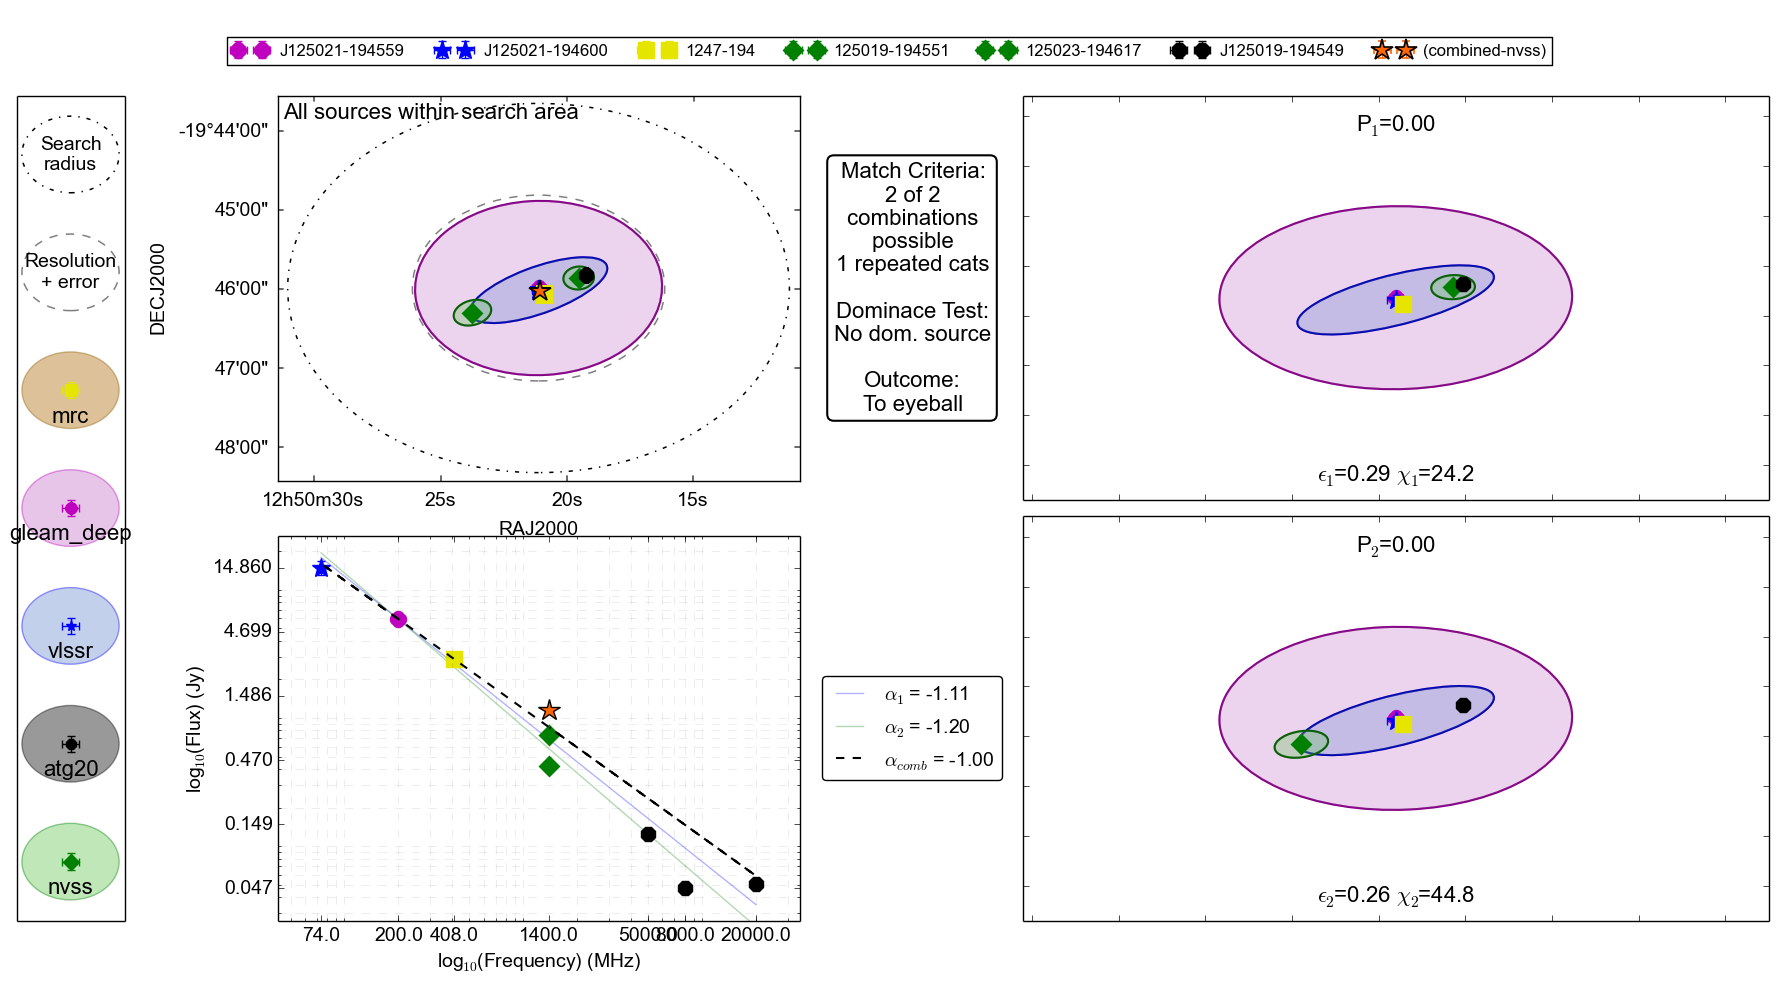 J125021-194559 J125021-194600 1247-194 125019-194551 125023-194617 J125019-194549 (combined-nvss)
Search
radius
Resolution
+ error
mrc
gleam_deep
vlssr
atg20
nvss
All sources within search area
DECJ2000
-19°44'00"
45'00"
46'00"
47'00"
48'00"
12h50m30s 25s 20s 15s
RAJ2000
Match Criteria:
2 of 2
combinations
possible
1 repeated cats
Dominace Test:
No dom. source
Outcome:
To eyeball
P1=0.00
ϵ1=0.29 χ1=24.2
P2=0.00
ϵ2=0.26 χ2=44.8
log10(Flux) (Jy)
14.860
4.699
1.486
0.470
0.149
0.047
74.0 200.0 408.0 1400.0 5000.0 8000.0 20000.0
log10(Frequency) (MHz)
α1 = -1.11
α2 = -1.20
αcomb = -1.00